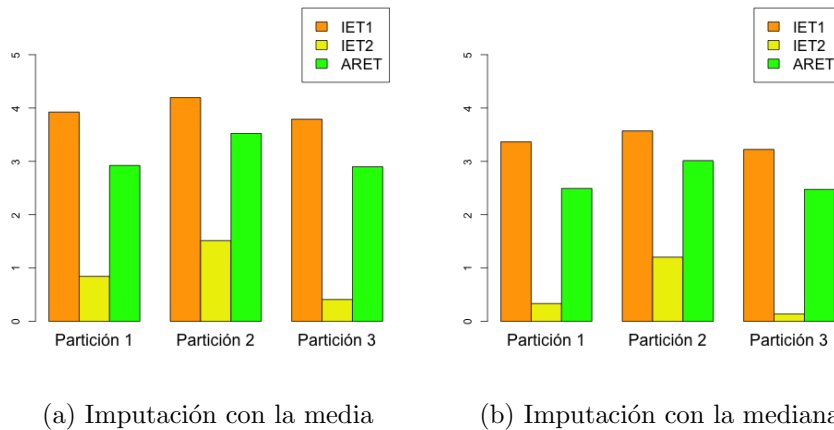 IET1
IET2
ARET
5
4
3
2
1
0
Partición 1
Partición 2
Partición 3
(a) Imputación con la media
IET1
IET2
ARET
5
4
3
2
1
0
Partición 1
Partición 2
Partición 3
(b) Imputación con la mediana